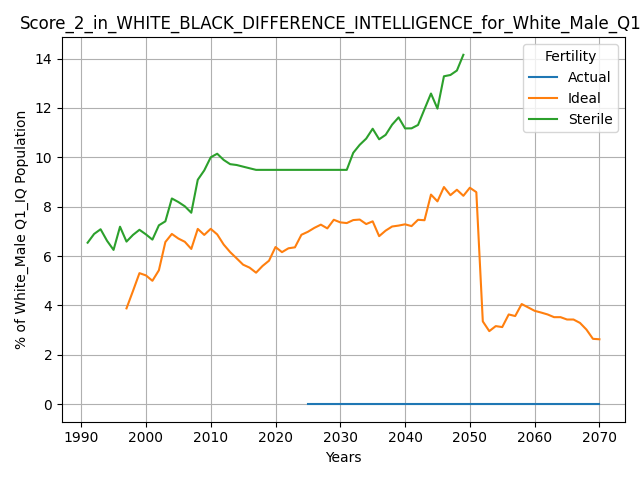 Score_2_in_WHITE_BLACK_DIFFERENCE_INTELLIGENCE_for_White_Male_Q1
% of White_Male Q1_IQ Population
14
12
10
8
6
4
2
0
Fertility
Actual
Ideal
Sterile
1990 2000 2010 2020 2030 2040 2050 2060 2070
Years